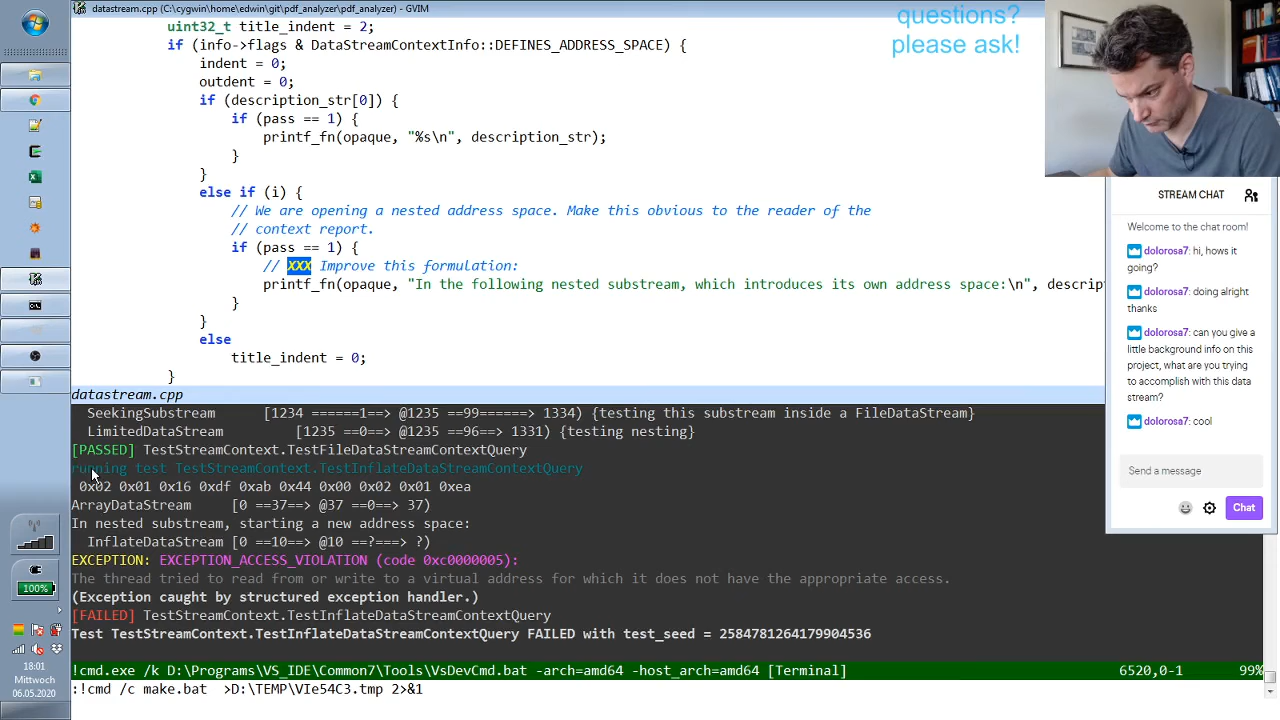 datastream.cpp (C:\cygwin\home\edwin\git\pdf_analyzer\pdf_analyzer) - GVIM
uint32_t title_indent = 2;
if (info->flags & DataStreamContextInfo::DEFINES_ADDRESS_SPACE) {
indent = 0;
outdent = 0;
if (description_str[0]) {
if (pass == 1) {
printf_fn(opaque, "%s\n", description_str);
}
}
else if (i) {
// We are opening a nested address space. Make this obvious to the reader of the
// context report.
if (pass == 1) {
// XXX Improve this formulation:
printf_fn(opaque, "In the following nested substream, which introduces its own address space:\n", descrip
}
}
else
title_indent = 0;
}
datastream.cpp
SeekingSubstream [1234 ======1==> @1235 ==99======> 1334) {testing this substream inside a FileDataStream}
LimitedDataStream [1235 ==0==> @1235 ==96==> 1331) {testing nesting}
[PASSED] TestStreamContext.TestFileDataStreamContextQuery
running test TestStreamContext.TestInflateDataStreamContextQuery
0x02 0x01 0x16 0xdf 0xab 0x44 0x00 0x02 0x01 0xea
ArrayDataStream [0 ==37==> @37 ==0==> 37)
In nested substream, starting a new address space:
InflateDataStream [0 ==10==> @10 ==?===> ?)
EXCEPTION: EXCEPTION_ACCESS_VIOLATION (code 0xc0000005):
The thread tried to read from or write to a virtual address for which it does not have the appropriate access.
(Exception caught by structured exception handler.)
[FAILED] TestStreamContext.TestInflateDataStreamContextQuery
Test TestStreamContext.TestInflateDataStreamContextQuery FAILED with test_seed = 2584781264179904536
!cmd.exe /k D:\Programs\VS_IDE\Common7\Tools\VsDevCmd.bat -arch=amd64 -host_arch=amd64 [Terminal] 6520,0-1 99%
:!cmd /c make.bat >D:\TEMP\VIe54C3.tmp 2>&1
questions?
please ask!
STREAM CHAT
Welcome to the chat room!
dolorosa7: hi, hows it
going?
dolorosa7: doing alright
thanks
dolorosa7: can you give a
little background info on this
project, what are you trying
to accomplish with this data
stream?
dolorosa7: cool
Send a message
Chat
100%
18:01
Mittwoch
06.05.2020